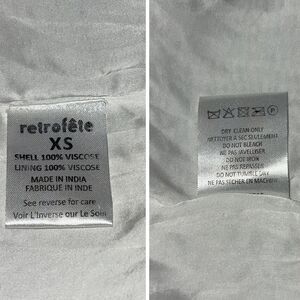 retrofête
XS
SHELL 100% VISCOSE
LINING 100% VISCOSE
MADE IN INDIA
FABRIQUE IN INDE
See reverse for care
Voir L'Inverse our Le Soin
DRY CLEAN ONLY
NETTOYER A SEC SEULEMENT
DO NOT BLEACH
NE PAS JAVELLISER
DO NOT IRON
NE PAS REPASSER
DO NOT TUMBLE DRY
NE PAS SECHER EN MACHINE